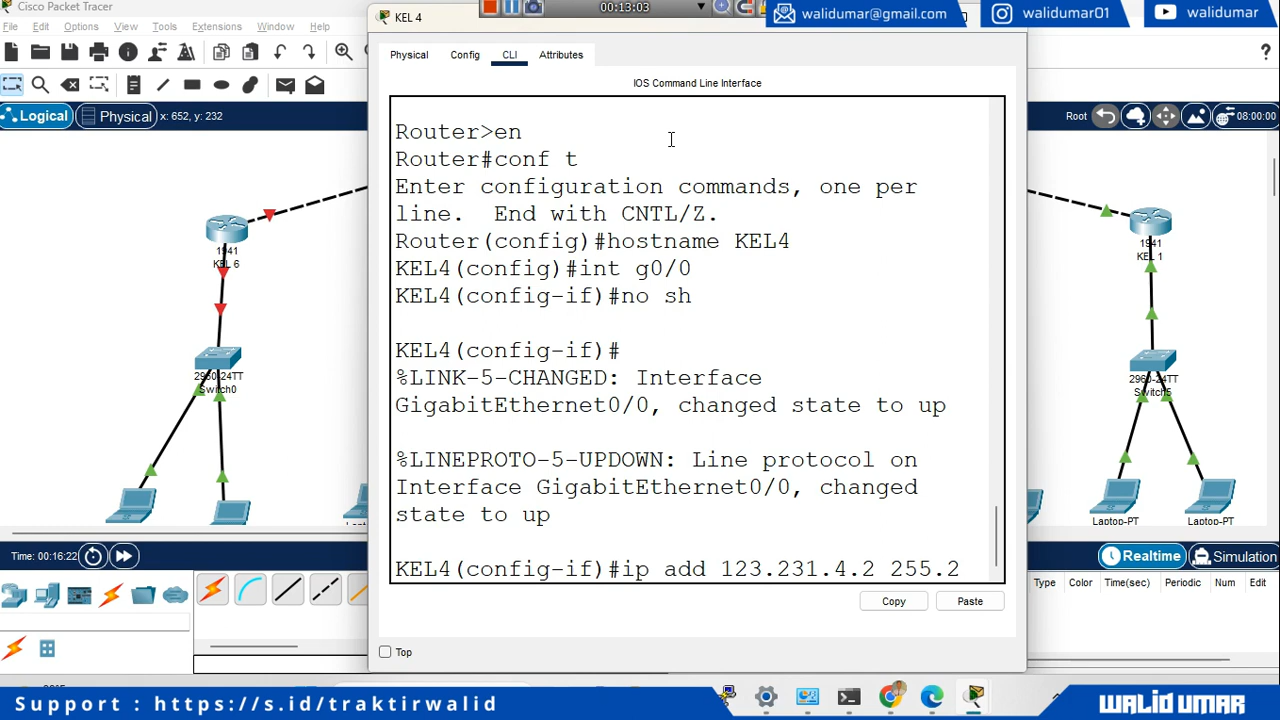 Cisco Packet Tracer
KEL 4
00:13:03
walidumar@gmail.com
walidumar01
walidumar
File Edit Options View Tools Extensions Window Help
Physical Config CLI Attributes
IOS Command Line Interface
Logical
Physical
x: 652, y: 232
Root
08:00:00
Router>en
Router#conf t
Enter configuration commands, one per
line. End with CNTL/Z.
Router(config)#hostname KEL4
KEL4(config)#int g0/0
KEL4(config-if)#no sh
KEL4(config-if)#
%LINK-5-CHANGED: Interface
GigabitEthernet0/0, changed state to up
%LINEPROTO-5-UPDOWN: Line protocol on
Interface GigabitEthernet0/0, changed
state to up
KEL4(config-if)#ip add 123.231.4.2 255.2
1941
KEL 6
2960-24TT
Switch0
1941
KEL 1
2960-24TT
Switch5
Laptop-PT
Laptop-PT
Time: 00:16:22
Realtime
Simulation
Copy
Paste
Top
Type Color Time(sec) Periodic Num Edit
Support : https://s.id/traktirwalid
WALID UMAR